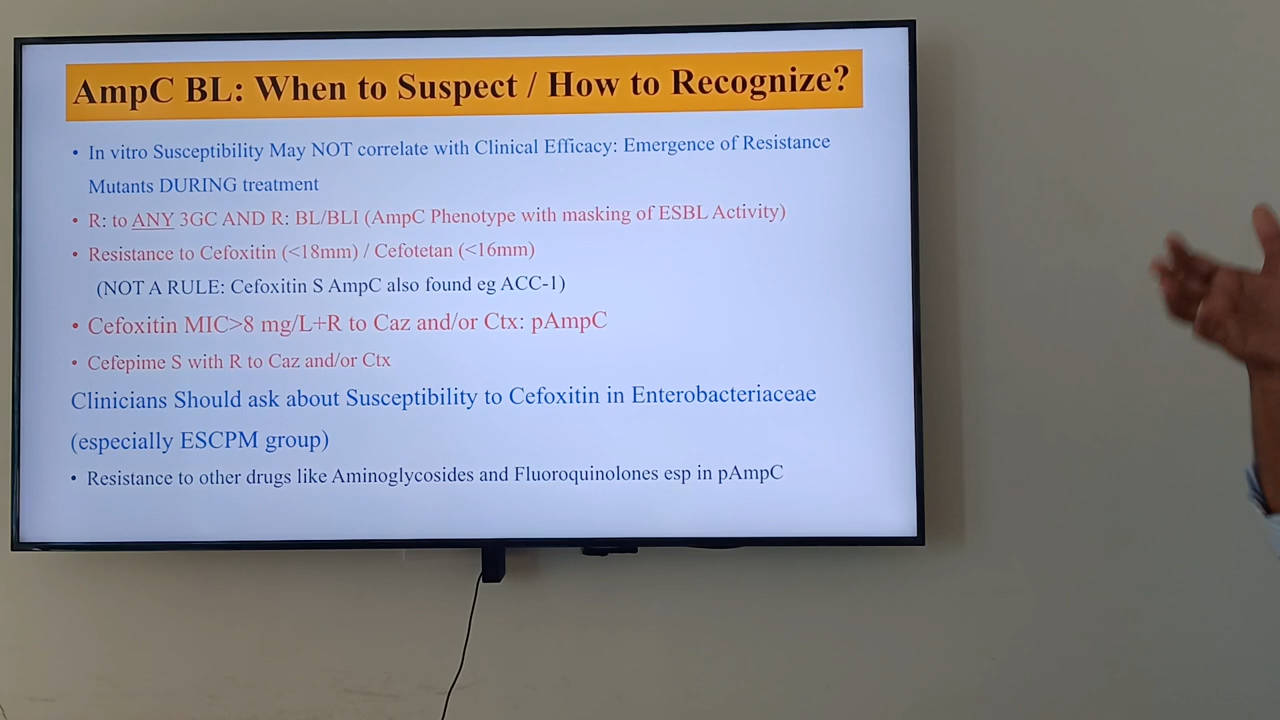 AmpC BL: When to Suspect / How to Recognize?
• In vitro Susceptibility May NOT correlate with Clinical Efficacy: Emergence of Resistance
Mutants DURING treatment
• R: to ANY 3GC AND R: BL/BLI (AmpC Phenotype with masking of ESBL Activity)
• Resistance to Cefoxitin (<18mm) / Cefotetan (<16mm)
(NOT A RULE: Cefoxitin S AmpC also found eg ACC-1)
• Cefoxitin MIC>8 mg/L+R to Caz and/or Ctx: pAmpC
• Cefepime S with R to Caz and/or Ctx
Clinicians Should ask about Susceptibility to Cefoxitin in Enterobacteriaceae
(especially ESCPM group)
• Resistance to other drugs like Aminoglycosides and Fluoroquinolones esp in pAmpC